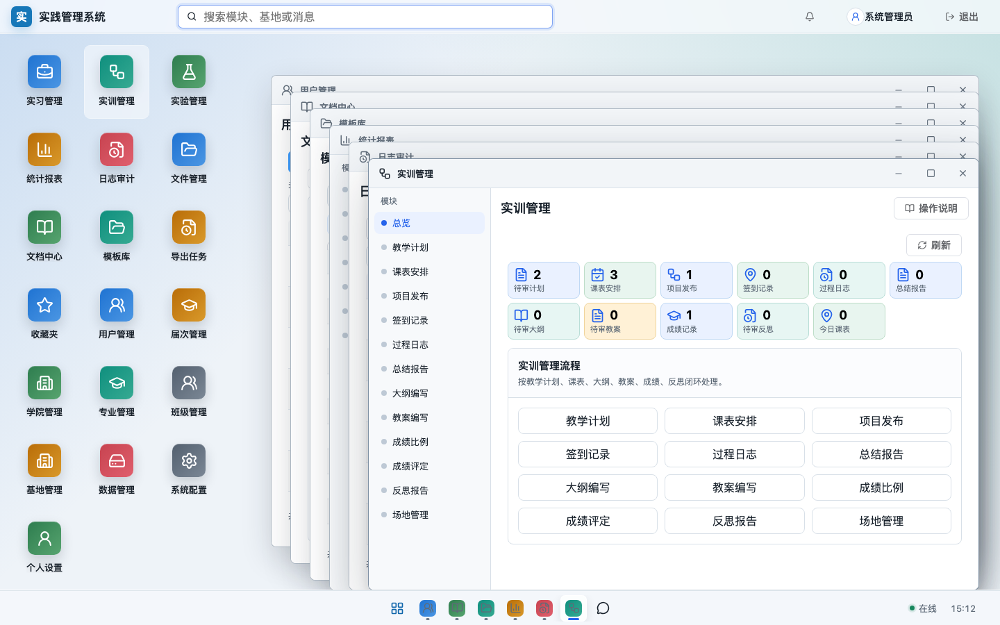 实 实践管理系统
搜索模块、基地或消息
系统管理员
退出
实习管理
实训管理
实验管理
统计报表
日志审计
文件管理
文档中心
模板库
导出任务
收藏夹
用户管理
届次管理
学院管理
专业管理
班级管理
基地管理
数据管理
系统配置
个人设置
用户管理
用
文档中心
文
模板库
模
统计报表
模
日志审计
日
实训管理
模块
总览
教学计划
课表安排
项目发布
签到记录
过程日志
总结报告
大纲编写
教案编写
成绩比例
成绩评定
反思报告
场地管理
实训管理
操作说明
刷新
2
待审计划
3
课表安排
1
项目发布
0
签到记录
0
过程日志
0
总结报告
0
待审大纲
0
待审教案
1
成绩记录
0
待审反思
0
今日课表
实训管理流程
按教学计划、课表、大纲、教案、成绩、反思闭环处理。
教学计划
课表安排
项目发布
签到记录
过程日志
总结报告
大纲编写
教案编写
成绩比例
成绩评定
反思报告
场地管理
在线
15:12